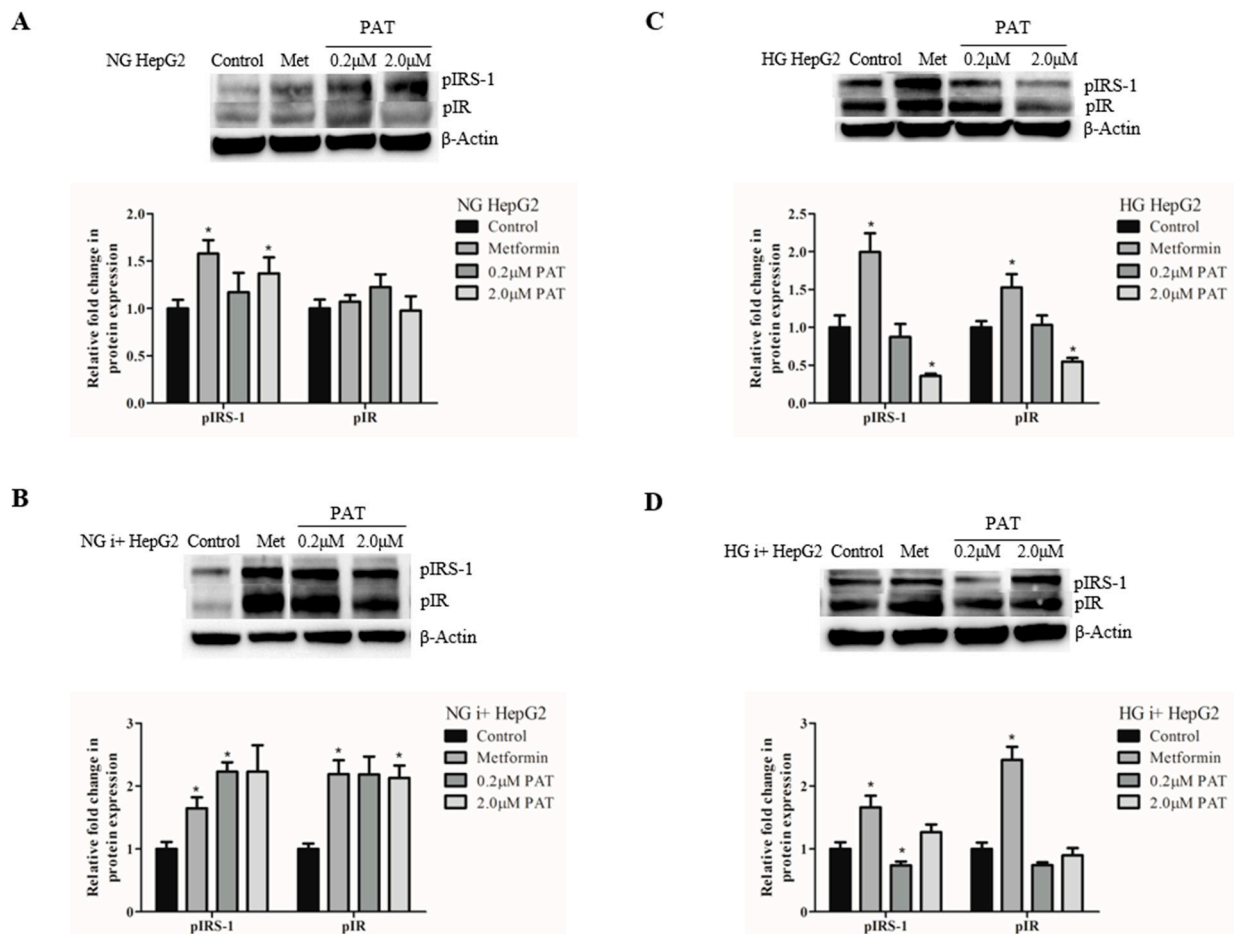 A
PAT
NG HepG2 Control Met 0.2μM 2.0μM
pIRS-1
pIR
β-Actin
Relative fold change in
protein expression
2.0
1.5
1.0
0.5
0.0
* *
pIRS-1 pIR
NG HepG2
Control
Metformin
0.2μM PAT
2.0μM PAT
C
PAT
HG HepG2 Control Met 0.2μM 2.0μM
pIRS-1
pIR
β-Actin
Relative fold change in
protein expression
2.5
2.0
1.5
1.0
0.5
0.0
* * * *
pIRS-1 pIR
HG HepG2
Control
Metformin
0.2μM PAT
2.0μM PAT
B
PAT
NG i+ HepG2 Control Met 0.2μM 2.0μM
pIRS-1
pIR
β-Actin
Relative fold change in
protein expression
3
2
1
0
* * * *
pIRS-1 pIR
NG i+ HepG2
Control
Metformin
0.2μM PAT
2.0μM PAT
D
PAT
HG i+ HepG2 Control Met 0.2μM 2.0μM
pIRS-1
pIR
β-Actin
Relative fold change in
protein expression
3
2
1
0
* * *
pIRS-1 pIR
HG i+ HepG2
Control
Metformin
0.2μM PAT
2.0μM PAT